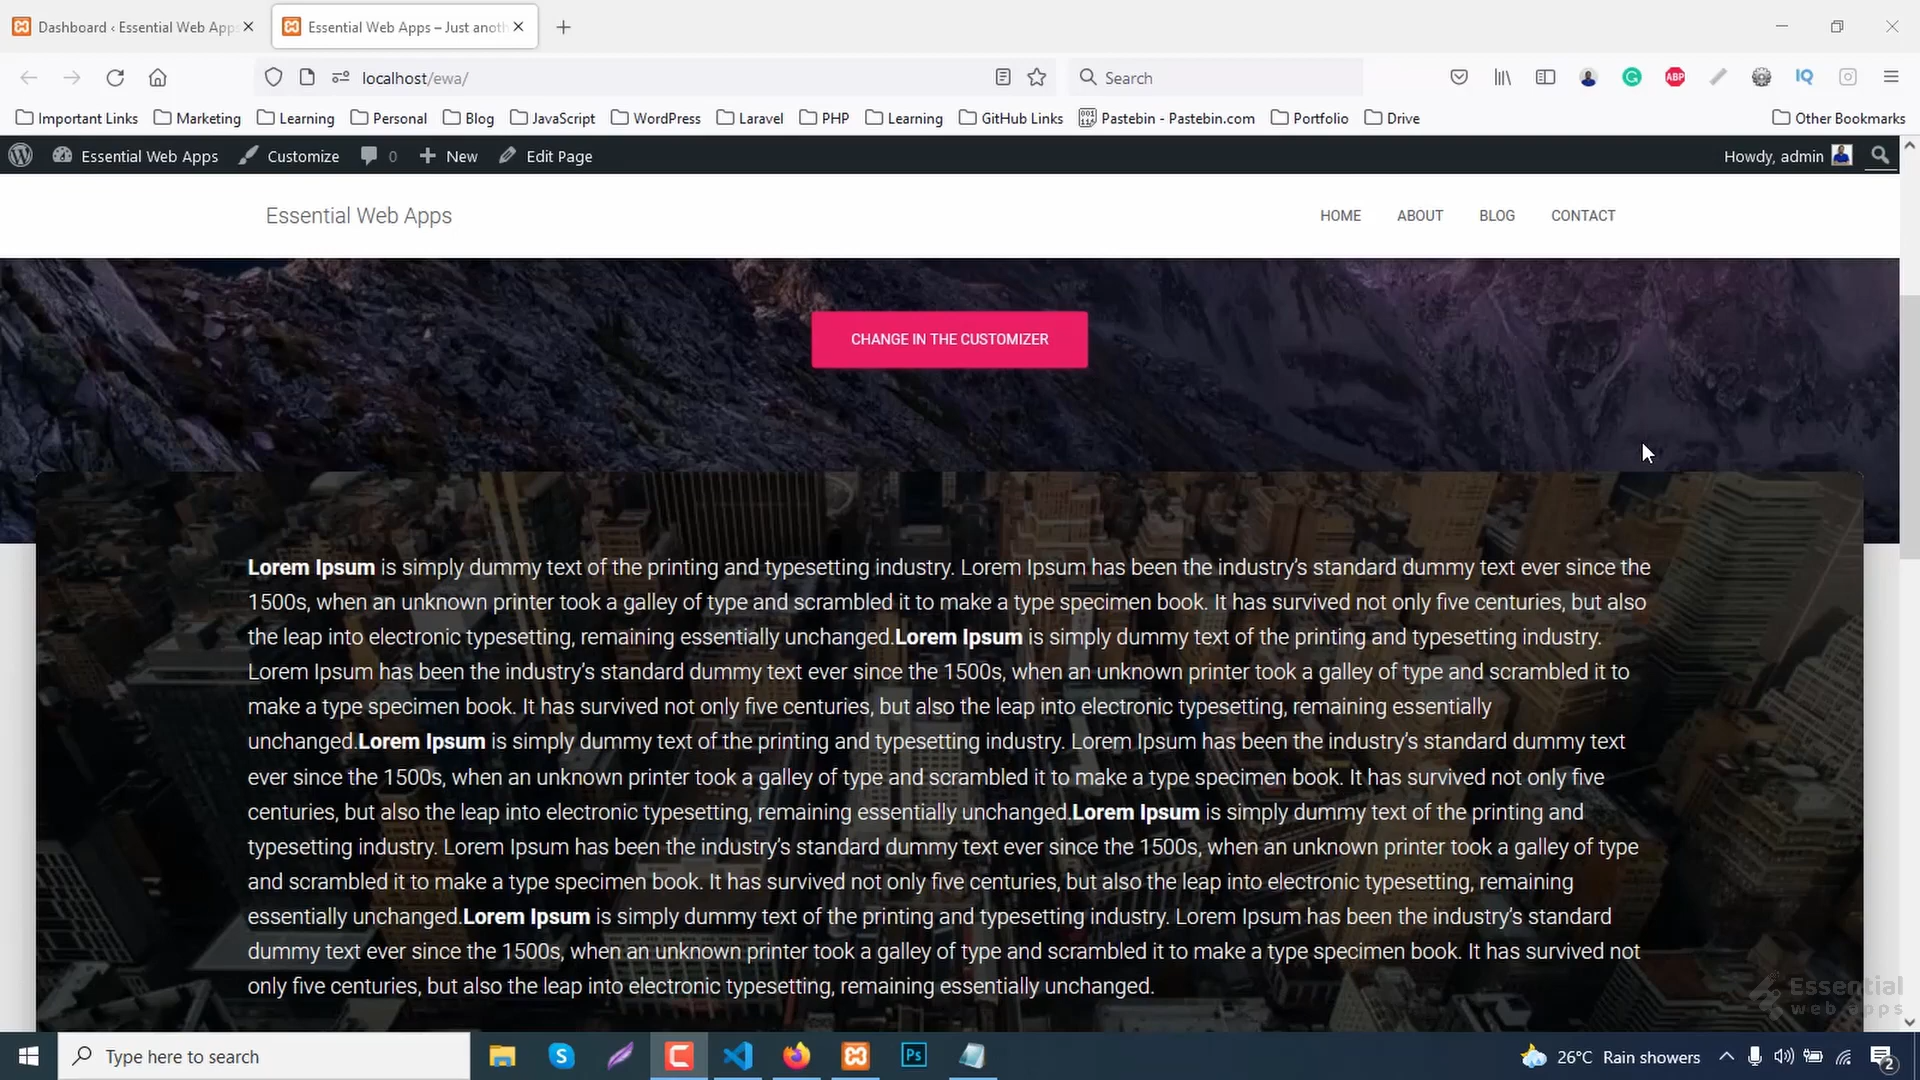 Dashboard ‹ Essential Web App
Essential Web Apps – Just anoth
localhost/ewa/
Search
Important Links Marketing Learning Personal Blog JavaScript WordPress Laravel PHP Learning GitHub Links Pastebin - Pastebin.com Portfolio Drive Other Bookmarks
Essential Web Apps Customize 0 New Edit Page Howdy, admin
Essential Web Apps HOME ABOUT BLOG CONTACT
CHANGE IN THE CUSTOMIZER
Lorem Ipsum is simply dummy text of the printing and typesetting industry. Lorem Ipsum has been the industry’s standard dummy text ever since the
1500s, when an unknown printer took a galley of type and scrambled it to make a type specimen book. It has survived not only five centuries, but also
the leap into electronic typesetting, remaining essentially unchanged.Lorem Ipsum is simply dummy text of the printing and typesetting industry.
Lorem Ipsum has been the industry’s standard dummy text ever since the 1500s, when an unknown printer took a galley of type and scrambled it to
make a type specimen book. It has survived not only five centuries, but also the leap into electronic typesetting, remaining essentially
unchanged.Lorem Ipsum is simply dummy text of the printing and typesetting industry. Lorem Ipsum has been the industry’s standard dummy text
ever since the 1500s, when an unknown printer took a galley of type and scrambled it to make a type specimen book. It has survived not only five
centuries, but also the leap into electronic typesetting, remaining essentially unchanged.Lorem Ipsum is simply dummy text of the printing and
typesetting industry. Lorem Ipsum has been the industry’s standard dummy text ever since the 1500s, when an unknown printer took a galley of type
and scrambled it to make a type specimen book. It has survived not only five centuries, but also the leap into electronic typesetting, remaining
essentially unchanged.Lorem Ipsum is simply dummy text of the printing and typesetting industry. Lorem Ipsum has been the industry’s standard
dummy text ever since the 1500s, when an unknown printer took a galley of type and scrambled it to make a type specimen book. It has survived not
only five centuries, but also the leap into electronic typesetting, remaining essentially unchanged.
Essential
web apps
Type here to search
26°C Rain showers
2
ABP
IQ
S
Ps